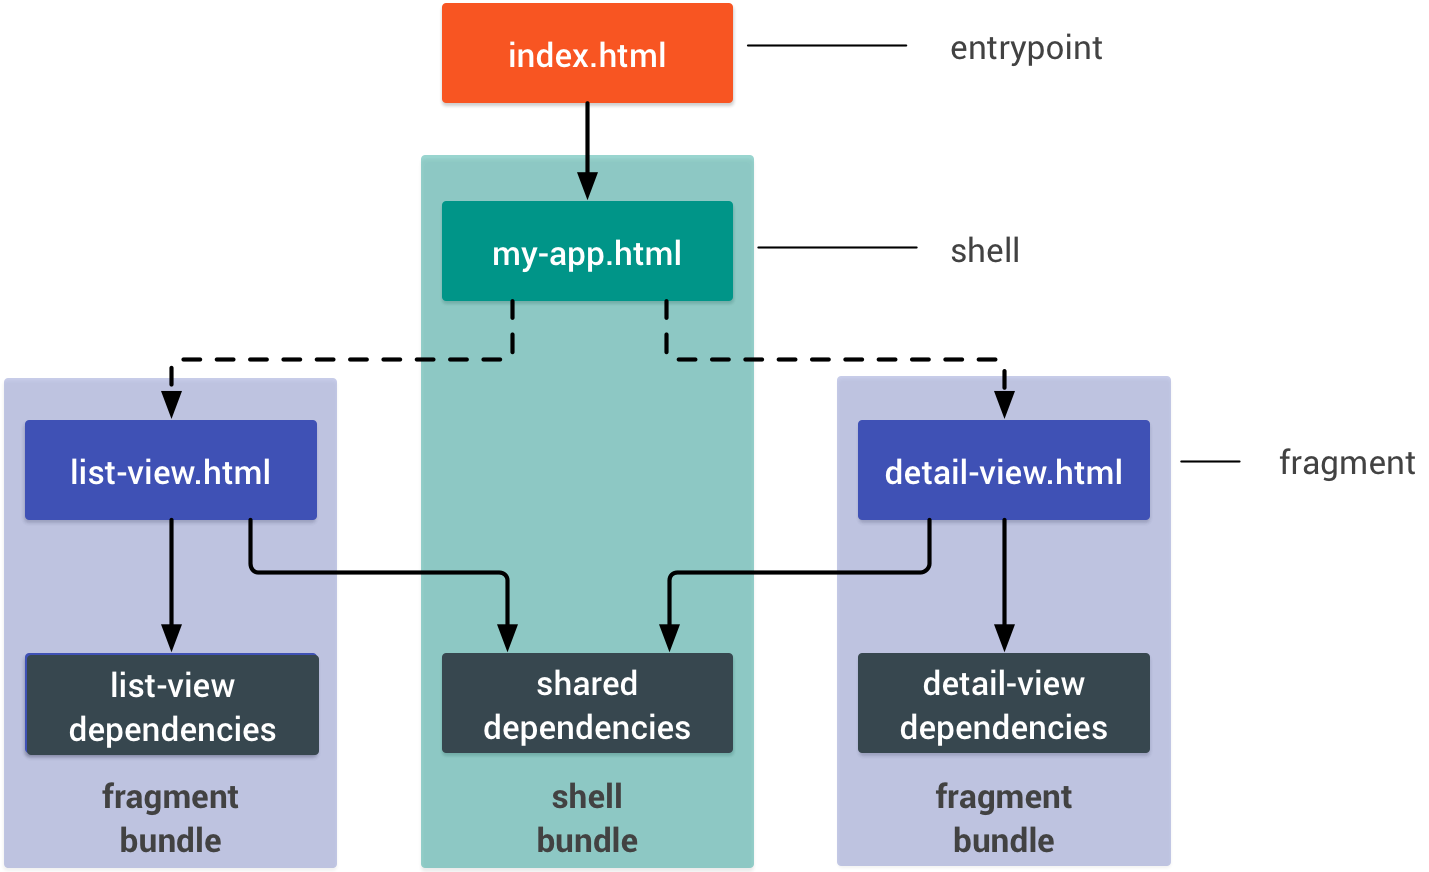 index.html
entrypoint
my-app.html
shell
list-view.html
detail-view.html
fragment
list-view
dependencies
shared
dependencies
detail-view
dependencies
fragment
bundle
shell
bundle
fragment
bundle